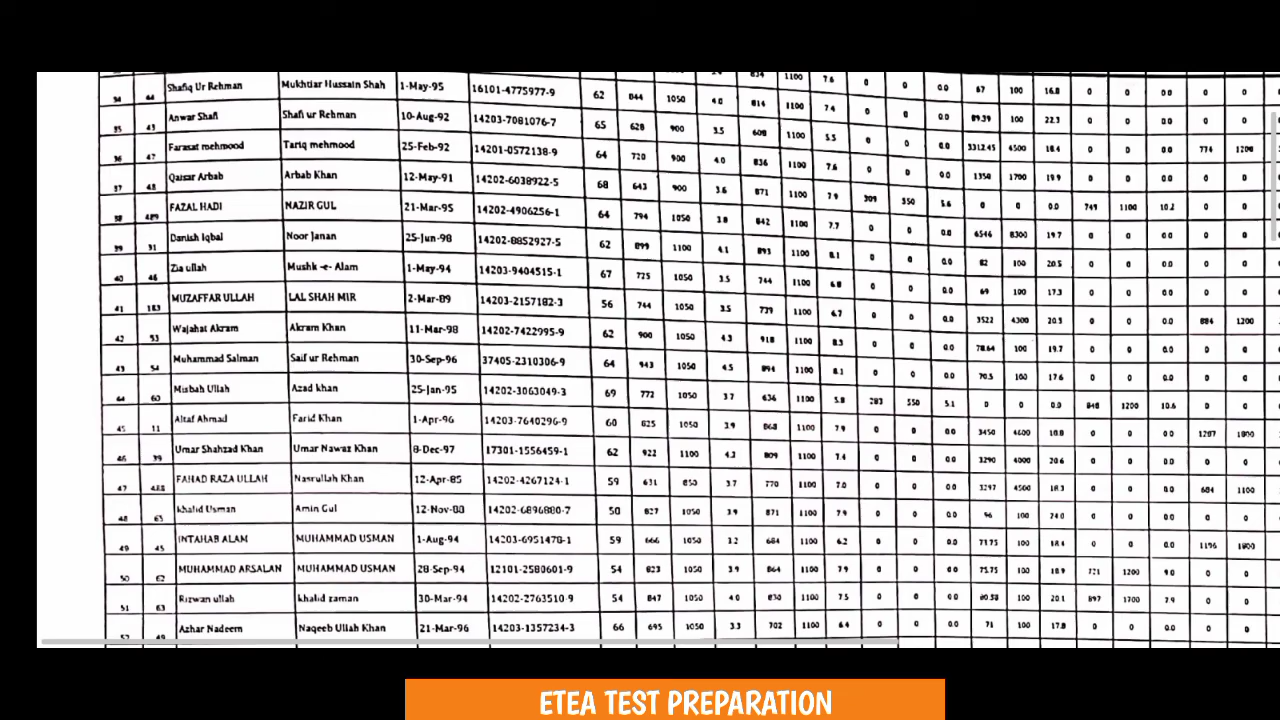 834 1100 7.6 0 0 0.0 67 100 16.8 0 0 0.0 0 0
34 44 Shafiq Ur Rehman Mukhtiar Hussain Shah 1-May-95 16101-4775977-9 62 844 1050 4.0 814 1100 7.4 0 0 0.0 89.39 100 22.3 0 0 0.0 0 0
35 43 Anwar Shafi Shafi ur Rehman 10-Aug-92 14203-7081076-7 65 628 900 3.5 608 1100 5.5 0 0 0.0 3312.45 4500 18.4 0 0 0.0 774 1200
36 47 Farasat mehmood Tariq mehmood 25-Feb-92 14201-0572138-9 64 720 900 4.0 836 1100 7.6 0 0 0.0 1350 1700 19.9 0 0 0.0 0 0
37 48 Qaisar Arbab Arbab Khan 12-May-91 14202-6038922-5 68 643 900 3.6 871 1100 7.9 309 550 5.6 0 0 0.0 749 1100 10.2 0 0
38 489 FAZAL HADI NAZIR GUL 21-Mar-95 14202-4906256-1 64 794 1050 3.8 842 1100 7.7 0 0 0.0 6546 8300 19.7 0 0 0.0 0 0
39 31 Danish Iqbal Noor Janan 25-Jun-98 14202-8852927-5 62 899 1100 4.1 893 1100 8.1 0 0 0.0 82 100 20.5 0 0 0.0 0 0
40 46 Zia ullah Mushk -e- Alam 1-May-94 14203-9404515-1 67 725 1050 3.5 744 1100 6.8 0 0 0.0 69 100 17.3 0 0 0.0 0 0
41 183 MUZAFFAR ULLAH LAL SHAH MIR 2-Mar-89 14203-2157182-3 56 744 1050 3.5 739 1100 6.7 0 0 0.0 3522 4300 20.5 0 0 0.0 884 1200
42 53 Wajahat Akram Akram Khan 11-Mar-98 14202-7422995-9 62 900 1050 4.3 918 1100 8.3 0 0 0.0 78.64 100 19.7 0 0 0.0 0 0
43 54 Muhammad Salman Saif ur Rehman 30-Sep-96 37405-2310306-9 64 943 1050 4.5 894 1100 8.1 0 0 0.0 70.5 100 17.6 0 0 0.0 0 0
44 60 Misbah Ullah Azad khan 25-Jan-95 14202-3063049-3 69 772 1050 3.7 636 1100 5.8 283 550 5.1 0 0 0.0 848 1200 10.6 0 0
45 11 Altaf Ahmad Farid Khan 1-Apr-96 14203-7640296-9 60 825 1050 3.9 868 1100 7.9 0 0 0.0 3450 4600 18.8 0 0 0.0 1207 1800
46 39 Umar Shahzad Khan Umar Nawaz Khan 8-Dec-97 17301-1556459-1 62 922 1100 4.2 809 1100 7.4 0 0 0.0 3290 4000 20.6 0 0 0.0 0 0
47 488 FAHAD RAZA ULLAH Nasrullah Khan 12-Apr-85 14202-4267124-1 59 631 850 3.7 770 1100 7.0 0 0 0.0 3297 4500 18.3 0 0 0.0 684 1100
48 65 khalid Usman Amin Gul 12-Nov-88 14202-6896880-7 50 827 1050 3.9 871 1100 7.9 0 0 0.0 96 100 24.0 0 0 0.0 0 0
49 45 INTAHAB ALAM MUHAMMAD USMAN 1-Aug-94 14203-6951478-1 59 666 1050 3.2 684 1100 6.2 0 0 0.0 100 18.4 0 0 0.0 1196 1800
50 62 MUHAMMAD ARSALAN MUHAMMAD USMAN 28-Sep-94 12101-2580601-9 54 823 1050 3.9 864 1100 7.9 0 0 0.0 75.75 100 18.9 721 1200 9.0 0 0
51 63 Rizwan ullah khalid zaman 30-Mar-94 14202-2763510-9 54 847 1050 4.0 830 1100 7.5 0 0 0.0 80.58 100 20.1 897 1700 7.9 0 0
52 49 Azhar Nadeem Naqeeb Ullah Khan 21-Mar-96 14203-1357234-3 66 695 1050 3.3 702 1100 6.4 0 0 0.0 71 100 17.8 0 0 0.0 0 0
ETEA TEST PREPARATION